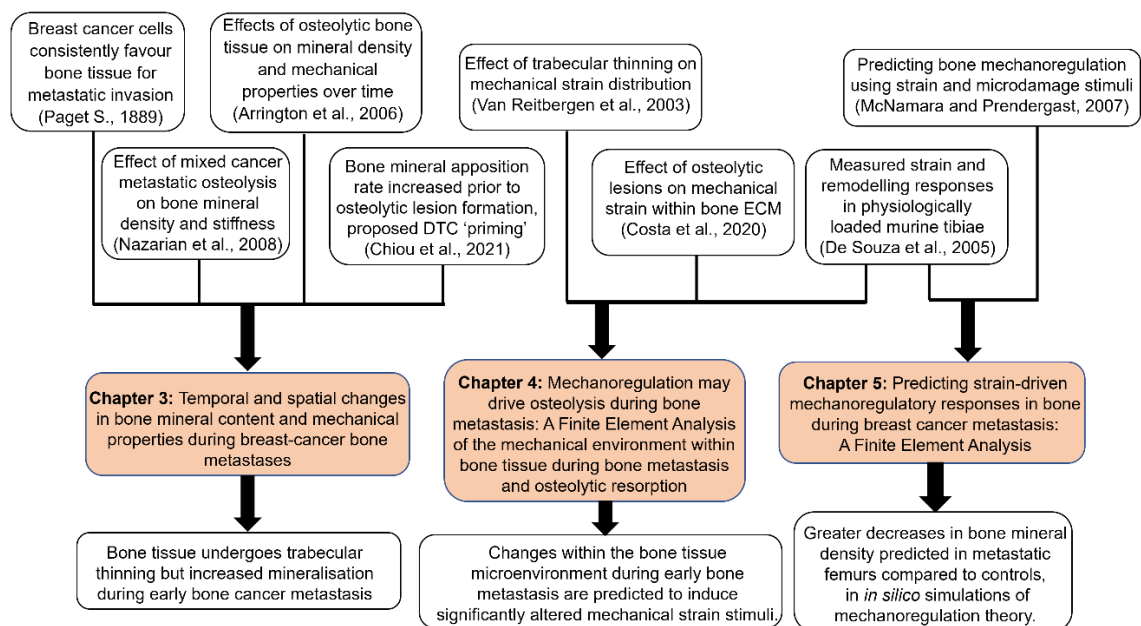 Breast cancer cells
consistently favour
bone tissue for
metastatic invasion
(Paget S., 1889)
Effects of osteolytic bone
tissue on mineral density
and mechanical
properties over time
(Arrington et al., 2006)
Effect of trabecular thinning on
mechanical strain distribution
(Van Reitbergen et al., 2003)
Predicting bone mechanoregulation
using strain and microdamage stimuli
(McNamara and Prendergast, 2007)
Effect of mixed cancer
metastatic osteolysis
on bone mineral
density and stiffness
(Nazarian et al., 2008)
Bone mineral apposition
rate increased prior to
osteolytic lesion formation,
proposed DTC ‘priming’
(Chiou et al., 2021)
Effect of osteolytic
lesions on mechanical
strain within bone ECM
(Costa et al., 2020)
Measured strain and
remodelling responses
in physiologically
loaded murine tibiae
(De Souza et al., 2005)
Chapter 3: Temporal and spatial changes
in bone mineral content and mechanical
properties during breast-cancer bone
metastases
Chapter 4: Mechanoregulation may
drive osteolysis during bone
metastasis: A Finite Element Analysis
of the mechanical environment within
bone tissue during bone metastasis
and osteolytic resorption
Chapter 5: Predicting strain-driven
mechanoregulatory responses in bone
during breast cancer metastasis:
A Finite Element Analysis
Bone tissue undergoes trabecular
thinning but increased mineralisation
during early bone cancer metastasis
Changes within the bone tissue
microenvironment during early bone
metastasis are predicted to induce
significantly altered mechanical strain stimuli.
Greater decreases in bone mineral
density predicted in metastatic
femurs compared to controls,
in silico simulations of
mechanoregulation theory.